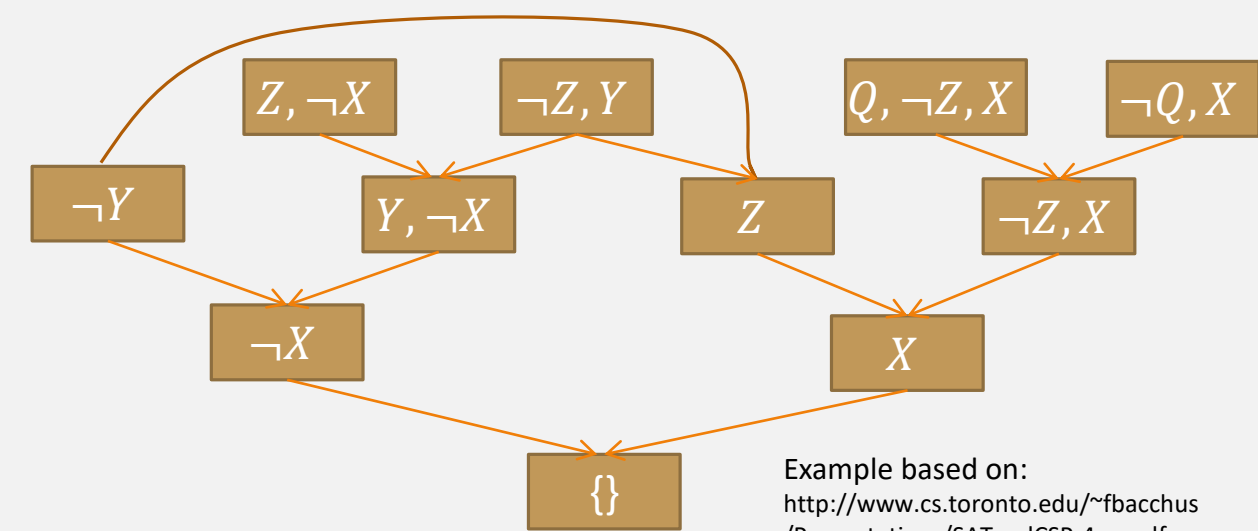 Z, ¬X
¬Z, Y
Q, ¬Z, X
¬Q, X
¬Y
Y, ¬X
Z
¬Z, X
¬X
X
{}
Example based on:
http://www.cs.toronto.edu/~fbacchus